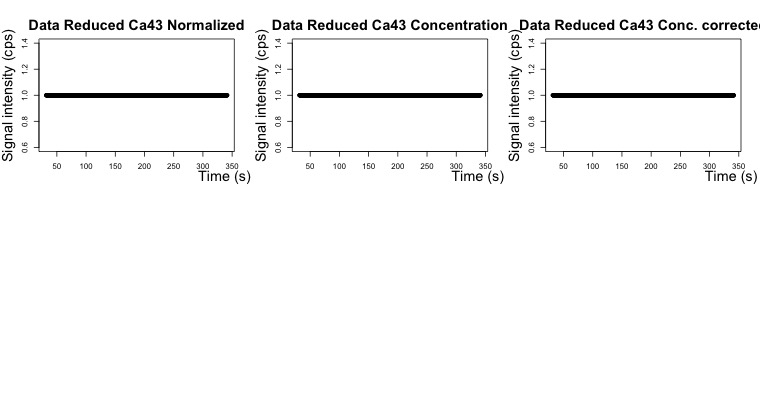 Data Reduced Ca43 Normalized
Signal intensity (cps)
1.4
1.2
1.0
0.8
0.6
50 100 150 200 250 300 350
Time (s)
Data Reduced Ca43 Concentration
Signal intensity (cps)
1.4
1.2
1.0
0.8
0.6
50 100 150 200 250 300 350
Time (s)
Data Reduced Ca43 Conc. corrected
Signal intensity (cps)
1.4
1.2
1.0
0.8
0.6
50 100 150 200 250 300 350
Time (s)